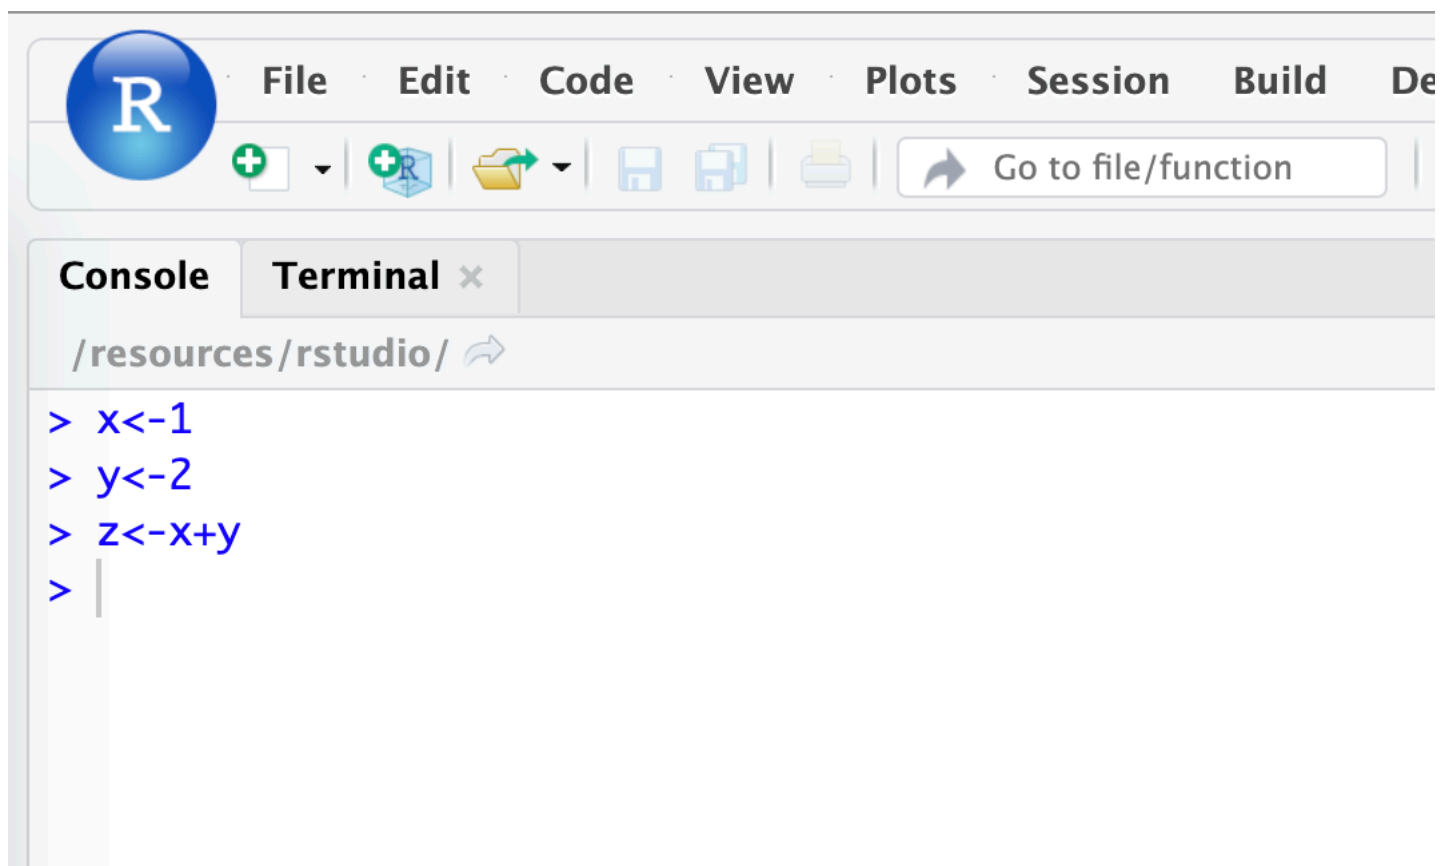 R File Edit Code View Plots Session Build De
R Go to file/function
Console Terminal ×
/resources/rstudio/
> x<-1
> y<-2
> z<-x+y
>